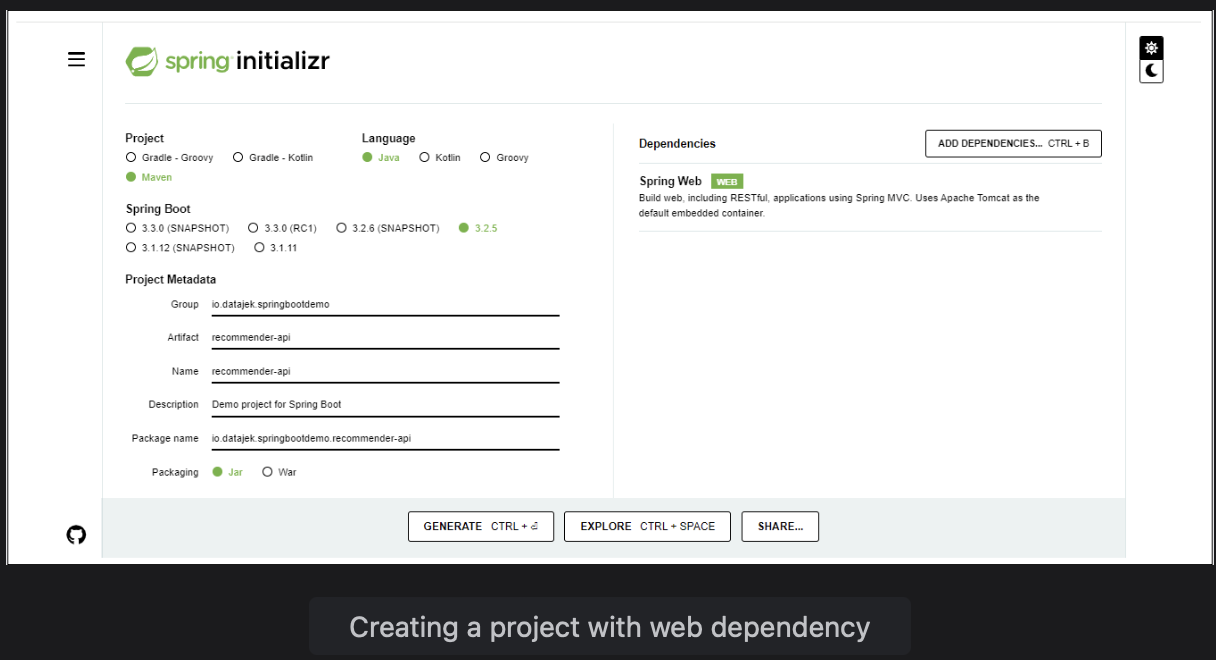 spring initializr
Project
Gradle - Groovy Gradle - Kotlin
Maven
Language
Java Kotlin Groovy
Spring Boot
3.3.0 (SNAPSHOT) 3.3.0 (RC1) 3.2.6 (SNAPSHOT) 3.2.5
3.1.12 (SNAPSHOT) 3.1.11
Project Metadata
Group io.datajek.springbootdemo
Artifact recommender-api
Name recommender-api
Description Demo project for Spring Boot
Package name io.datajek.springbootdemo.recommender-api
Packaging Jar War
Dependencies
ADD DEPENDENCIES... CTRL + B
Spring Web WEB
Build web, including RESTful, applications using Spring MVC. Uses Apache Tomcat as the
default embedded container.
GENERATE CTRL + ⏎
EXPLORE CTRL + SPACE
SHARE...
Creating a project with web dependency